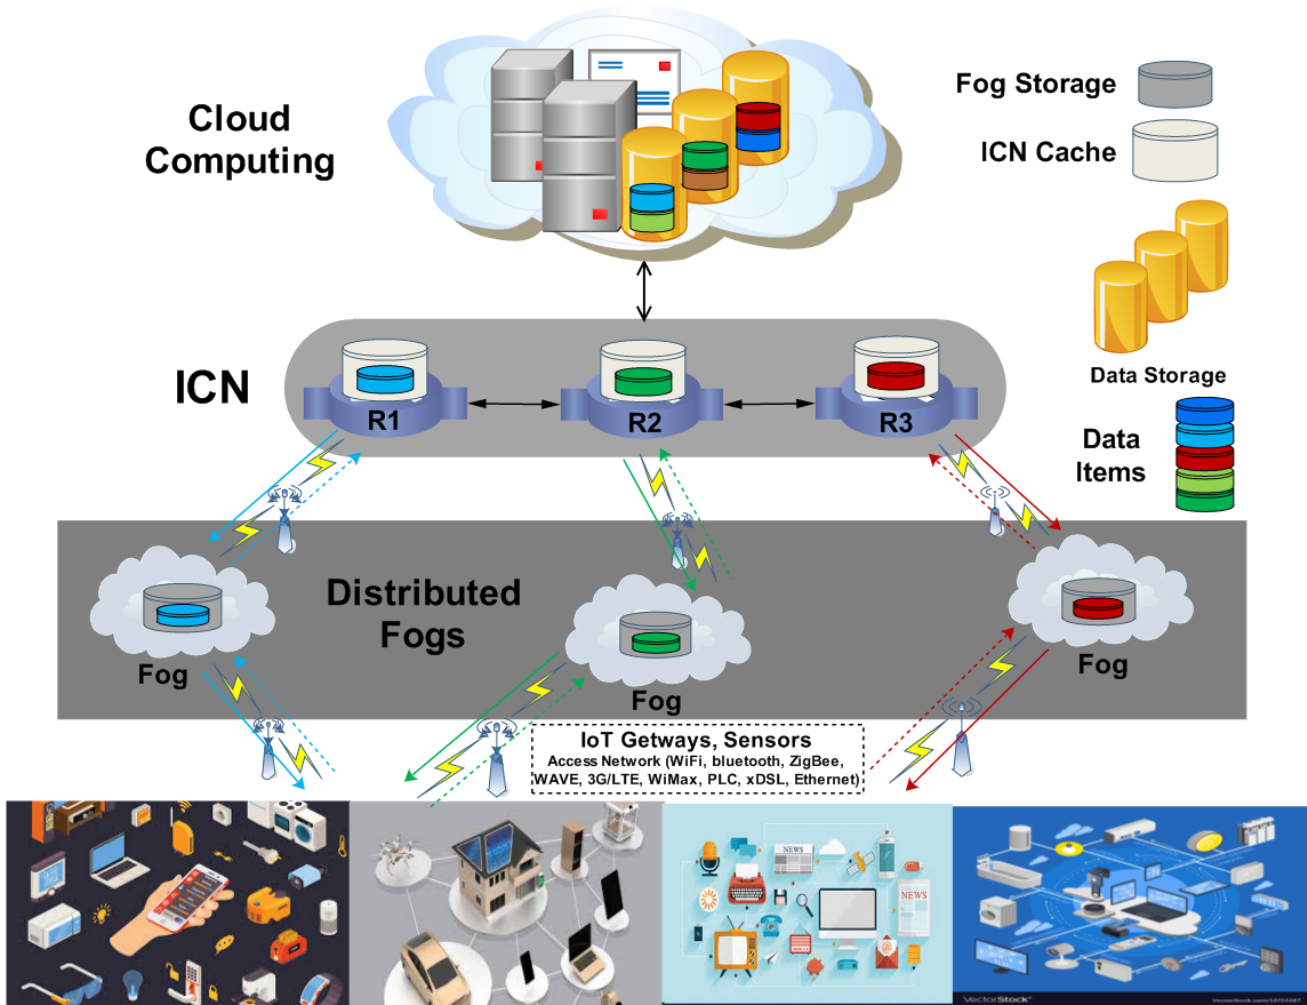 Cloud
Computing
Fog Storage
ICN Cache
Data Storage
Data
Items
ICN
R1
R2
R3
Distributed
Fogs
Fog
Fog
Fog
IoT Getways, Sensors
Access Network (WiFi, bluetooth, ZigBee,
WAVE, 3G/LTE, WiMax, PLC, xDSL, Ethernet)
NEWS
NEWS
VectorStock®